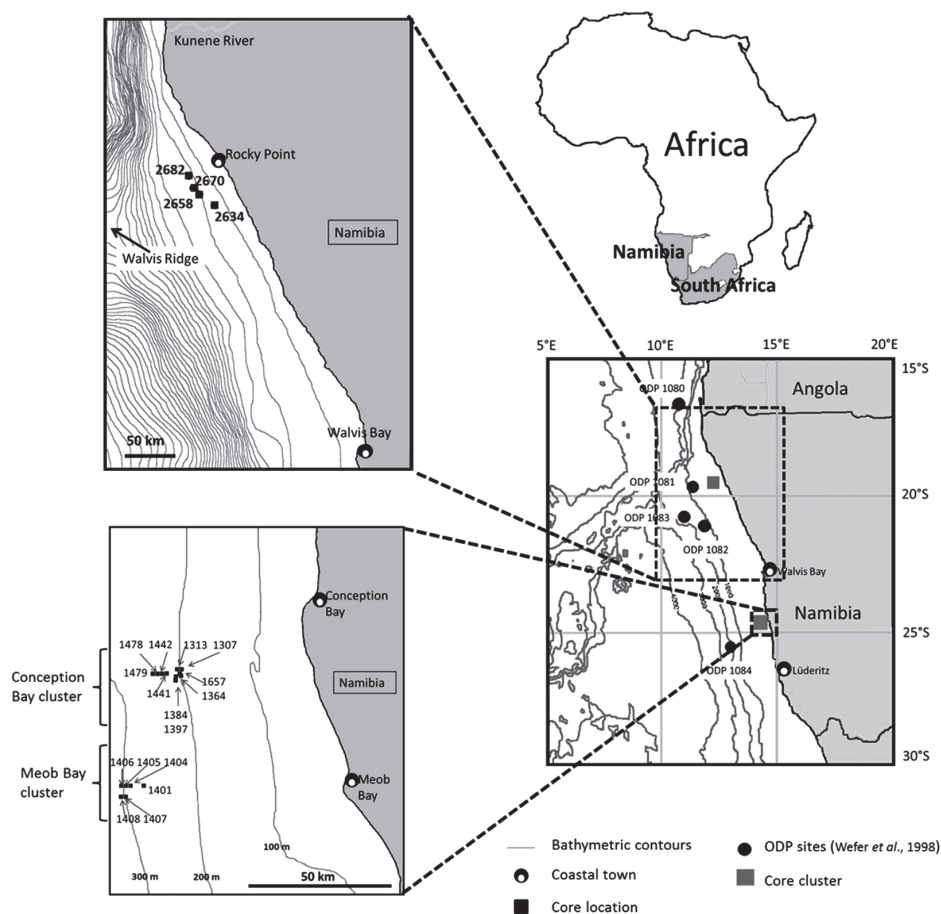 Kunene River
Rocky Point
2682
2670
2658
2634
Namibia
Walvis Ridge
Walvis Bay
50 km
Africa
Namibia
South Africa
5°E
10°E
15°E
20°E
15°S
ODP 1080
Angola
ODP 1081
20°S
ODP 1083
ODP 1082
Walvis Bay
Namibia
25°S
ODP 1084
Lüderitz
30°S
Conception
Bay
1478 1442 1313 1307
1479
1657
1441
1364
1384
1397
Namibia
Conception
Bay cluster
Meob Bay
cluster
1406 1405 1404
1401
1408 1407
Meob
Bay
100 m
300 m
200 m
50 km
Bathymetric contours
Coastal town
Core location
ODP sites (Wefer et al., 1998)
Core cluster